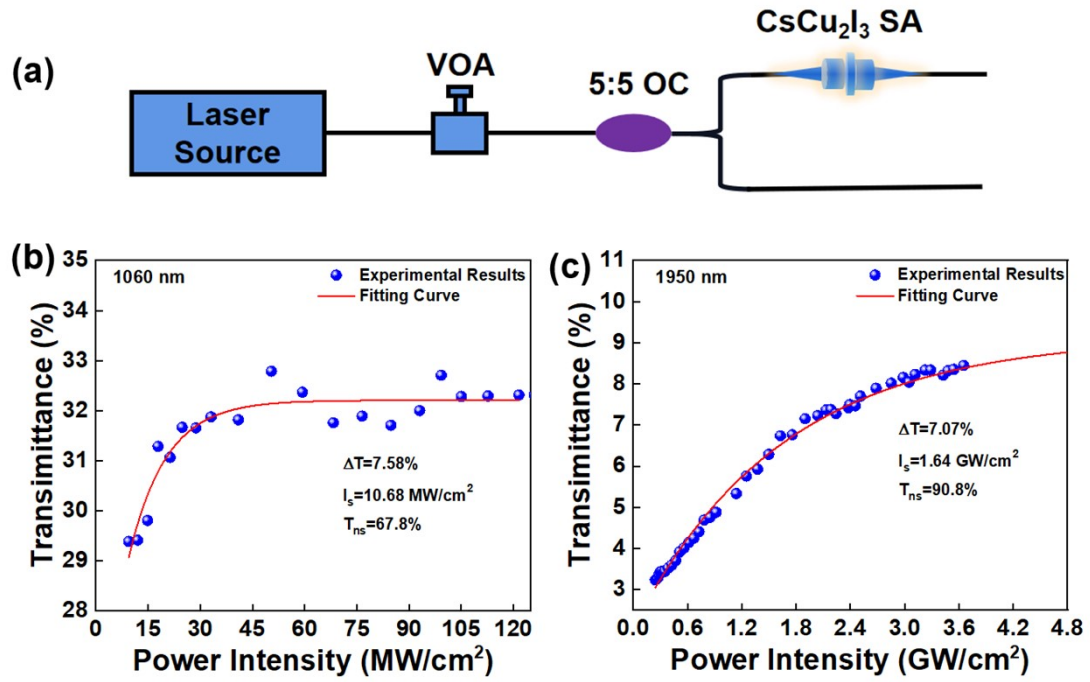 (a)
CsCu₂I₃ SA
VOA
5:5 OC
Laser
Source
(b)
1060 nm
Experimental Results
Fitting Curve
Transimittance (%)
35
34
33
32
31
30
29
28
ΔT=7.58%
Iₛ=10.68 MW/cm²
Tₙₛ=67.8%
0 15 30 45 60 75 90 105 120
Power Intensity (MW/cm²)
(c)
1950 nm
Experimental Results
Fitting Curve
Transimittance (%)
11
10
9
8
7
6
5
4
3
ΔT=7.07%
Iₛ=1.64 GW/cm²
Tₙₛ=90.8%
0.0 0.6 1.2 1.8 2.4 3.0 3.6 4.2 4.8
Power Intensity (GW/cm²)